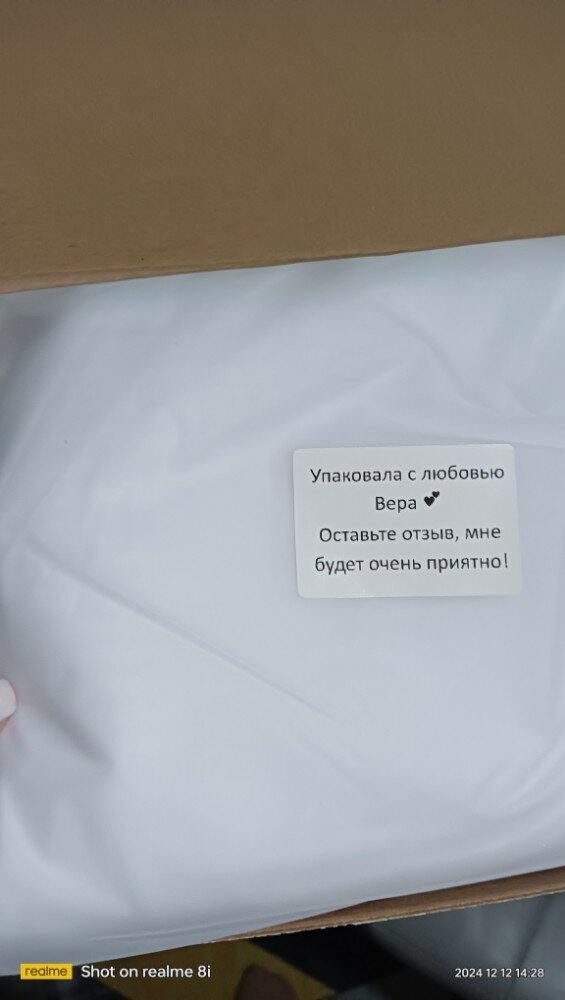 Упаковала с любовью
Вера 💕
Оставьте отзыв, мне
будет очень приятно!
realme Shot on realme 8i
2024 12 12 14:28